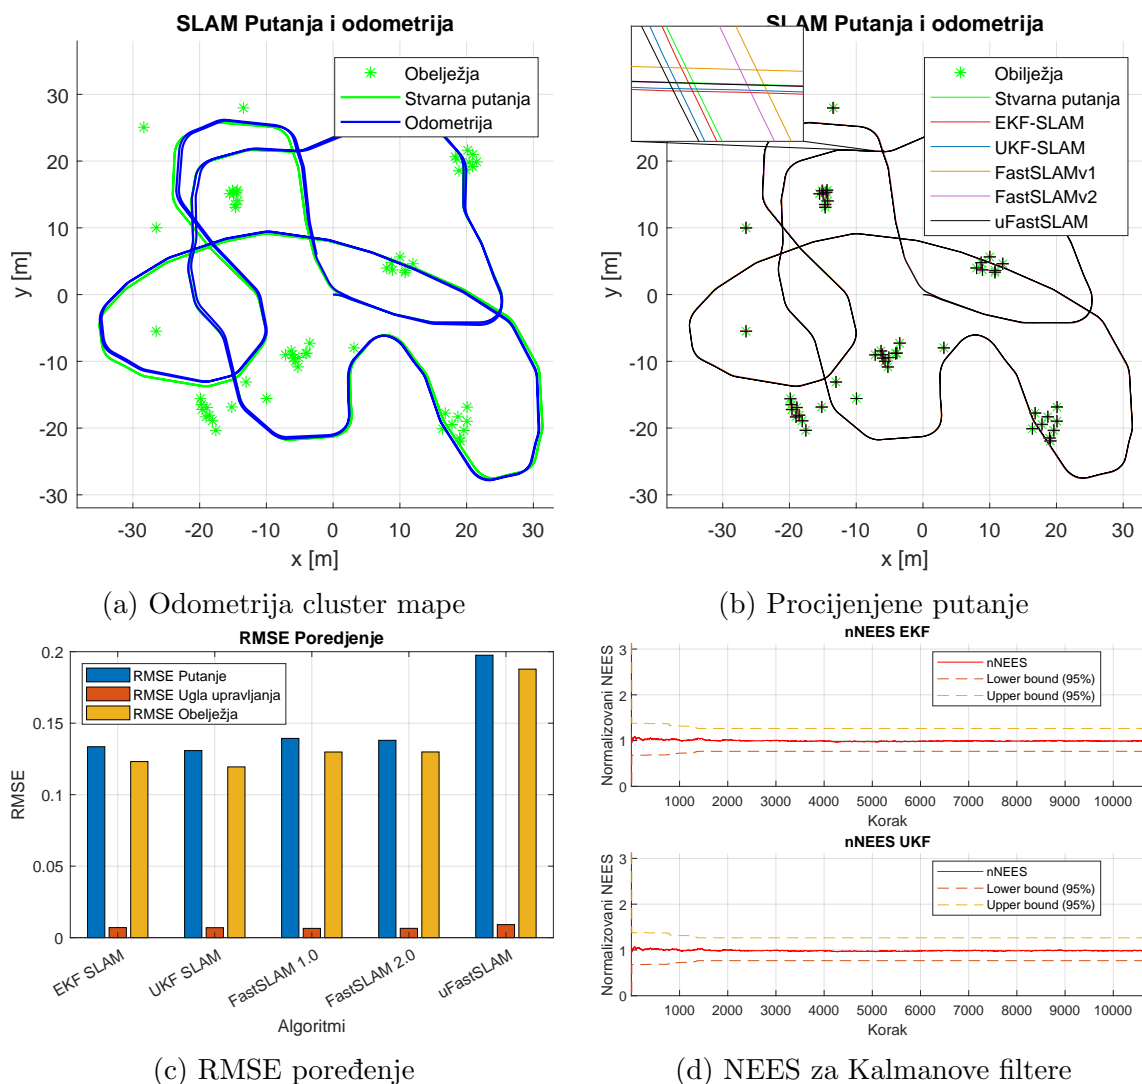 SLAM Putanja i odometrija
Obelježja
Stvarna putanja
Odometrija
y [m]
30
20
10
0
-10
-20
-30
-30 -20 -10 0 10 20 30
x [m]
(a) Odometrija cluster mape
SLAM Putanja i odometrija
Obilježja
Stvarna putanja
EKF-SLAM
UKF-SLAM
FastSLAMv1
FastSLAMv2
uFastSLAM
y [m]
30
20
10
0
-10
-20
-30
-30 -20 -10 0 10 20 30
x [m]
(b) Procijenjene putanje
RMSE Poredjenje
RMSE Putanje
RMSE Ugla upravljanja
RMSE Obelježja
RMSE
0.2
0.15
0.1
0.05
0
EKF SLAM
UKF SLAM
FastSLAM 1.0
FastSLAM 2.0
uFastSLAM
Algoritmi
(c) RMSE poređenje
nNEES EKF
nNEES
Lower bound (95%)
Upper bound (95%)
Normalizovani NEES
3
2
1
0
1000 2000 3000 4000 5000 6000 7000 8000 9000 10000
Korak
nNEES UKF
nNEES
Lower bound (95%)
Upper bound (95%)
Normalizovani NEES
3
2
1
0
1000 2000 3000 4000 5000 6000 7000 8000 9000 10000
Korak
(d) NEES za Kalmanove filtere